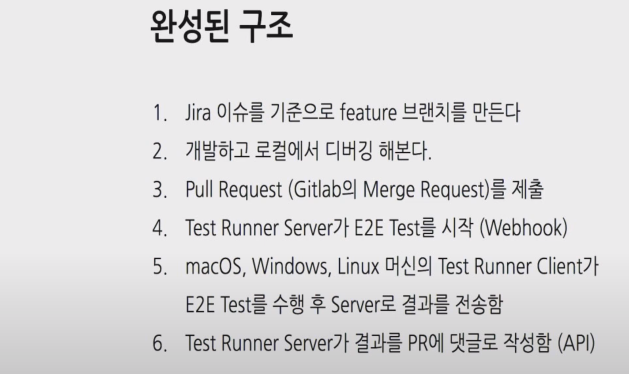 완성된 구조
1. Jira 이슈를 기준으로 feature 브랜치를 만든다
2. 개발하고 로컬에서 디버깅 해본다.
3. Pull Request (Gitlab의 Merge Request)를 제출
4. Test Runner Server가 E2E Test를 시작 (Webhook)
5. macOS, Windows, Linux 머신의 Test Runner Client가
E2E Test를 수행 후 Server로 결과를 전송함
6. Test Runner Server가 결과를 PR에 댓글로 작성함 (API)